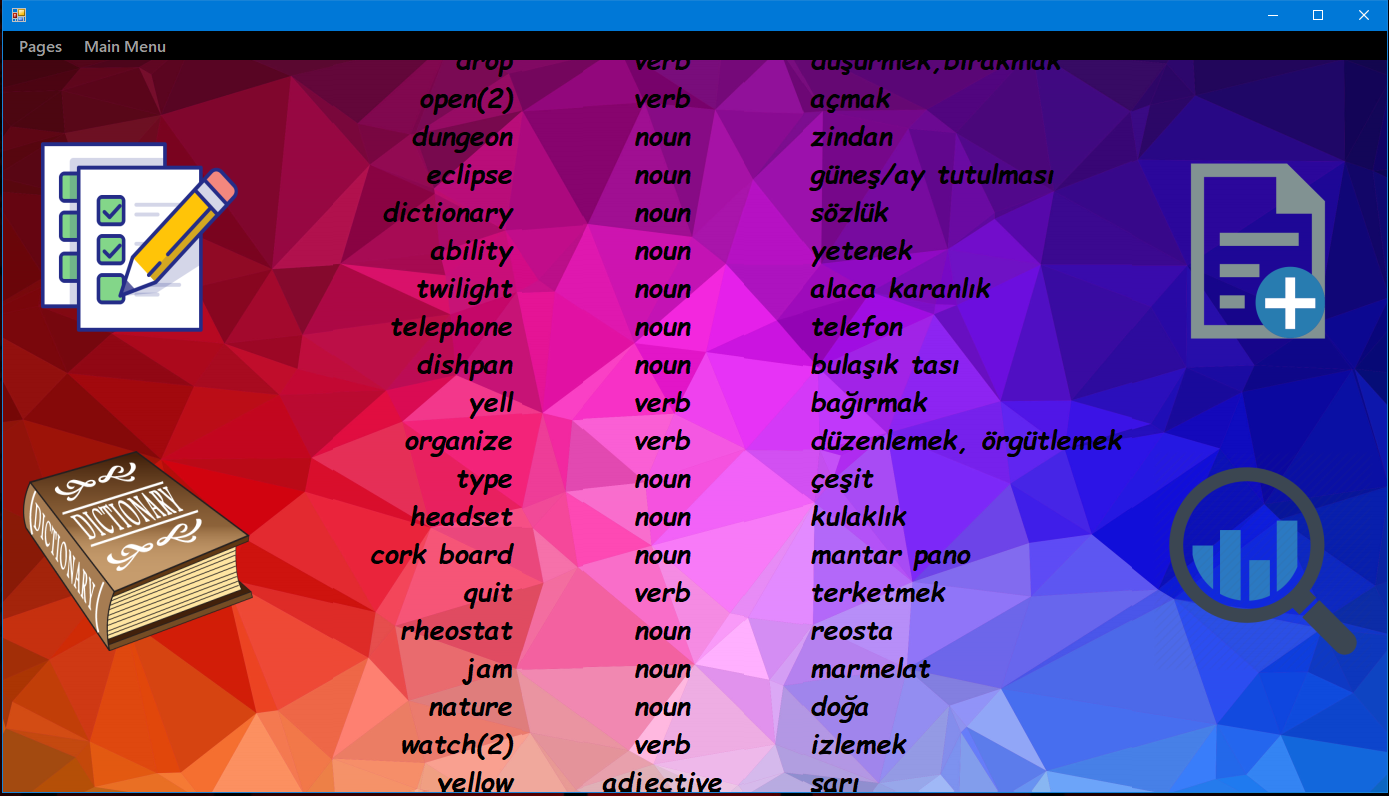 Pages Main Menu
drop verb düşürmek,bırakmak
open(2) verb açmak
dungeon noun zindan
eclipse noun güneş/ay tutulması
dictionary noun sözlük
ability noun yetenek
twilight noun alaca karanlık
telephone noun telefon
dishpan noun bulaşık tası
yell verb bağırmak
organize verb düzenlemek, örgütlemek
type noun çeşit
headset noun kulaklık
cork board noun mantar pano
quit verb terketmek
rheostat noun reosta
jam noun marmelat
nature noun doğa
watch(2) verb izlemek
yellow adjective sarı
DICTIONARY
DICTIONARY